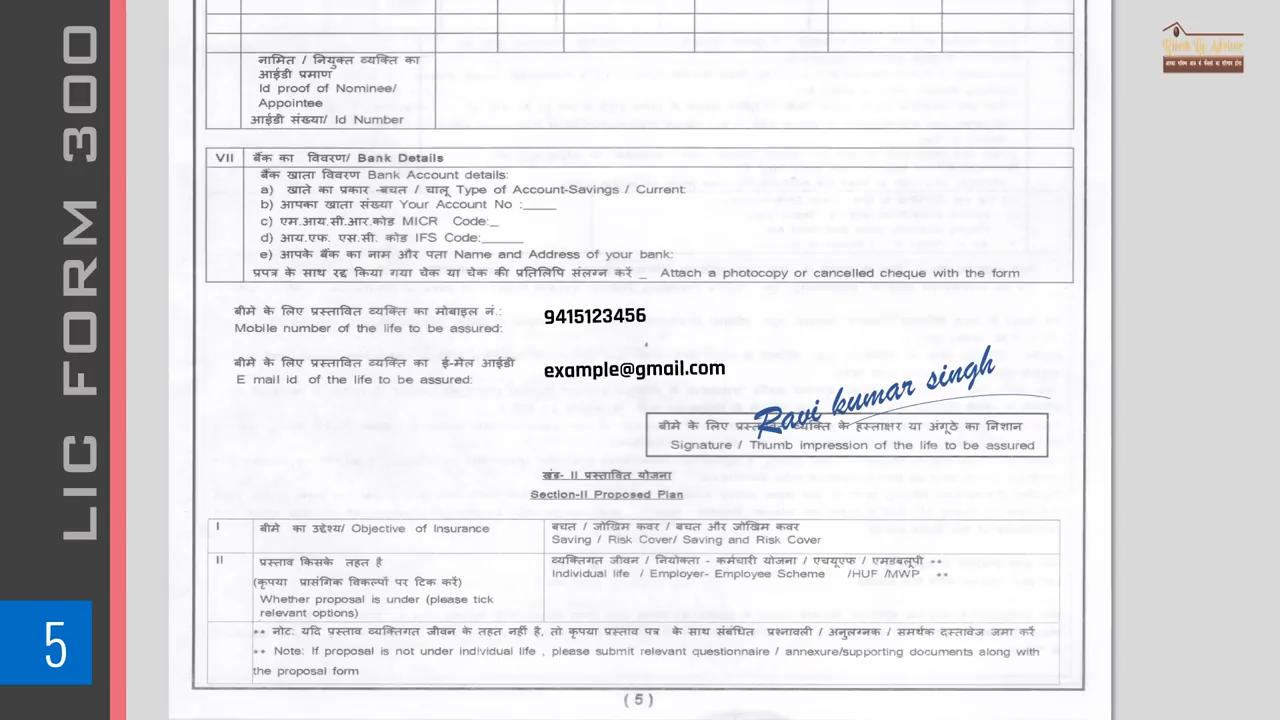 LIC FORM 300
नामित / नियुक्त व्यक्ति का
आईडी प्रमाण
Id proof of Nominee/
Appointee
आईडी संख्या/ Id Number
VII बैंक का विवरण/ Bank Details
बैंक खाता विवरण Bank Account details:
a) खाते का प्रकार -बचत / चालू Type of Account-Savings / Current:
b) आपका खाता संख्या Your Account No :____
c) एम.आय.सी.आर.कोड MICR Code:_
d) आय.एफ. एस.सी. कोड IFS Code:_____
e) आपके बैंक का नाम और पता Name and Address of your bank:
प्रपत्र के साथ रद्द किया गया चेक या चेक की प्रतिलिपि संलग्न करें _ Attach a photocopy or cancelled cheque with the form
बीमे के लिए प्रस्तावित व्यक्ति का मोबाइल नं.:
Mobile number of the life to be assured: 9415123456
बीमे के लिए प्रस्तावित व्यक्ति का ई-मेल आईडी
E mail id of the life to be assured: example@gmail.com
Ravi kumar singh
बीमे के लिए प्रस्तावित व्यक्ति के हस्ताक्षर या अंगूठे का निशान
Signature / Thumb impression of the life to be assured
खंड- II प्रस्तावित योजना
Section-II Proposed Plan
I बीमे का उद्देश्य/ Objective of Insurance
बचत / जोखिम कवर / बचत और जोखिम कवर
Saving / Risk Cover/ Saving and Risk Cover
II प्रस्ताव किसके तहत है
(कृपया प्रासंगिक विकल्पों पर टिक करें)
Whether proposal is under (please tick
relevant options)
व्यक्तिगत जीवन / नियोक्ता - कर्मचारी योजना / एचयूएफ / एमडबलूपी **
Individual life / Employer- Employee Scheme /HUF /MWP **
** नोट: यदि प्रस्ताव व्यक्तिगत जीवन के तहत नहीं है, तो कृपया प्रस्ताव पत्र के साथ संबंधित प्रश्नावली / अनुलग्नक / समर्थक दस्तावेज जमा करें
** Note: If proposal is not under individual life , please submit relevant questionnaire / annexure/supporting documents along with
the proposal form
( 5 )
5